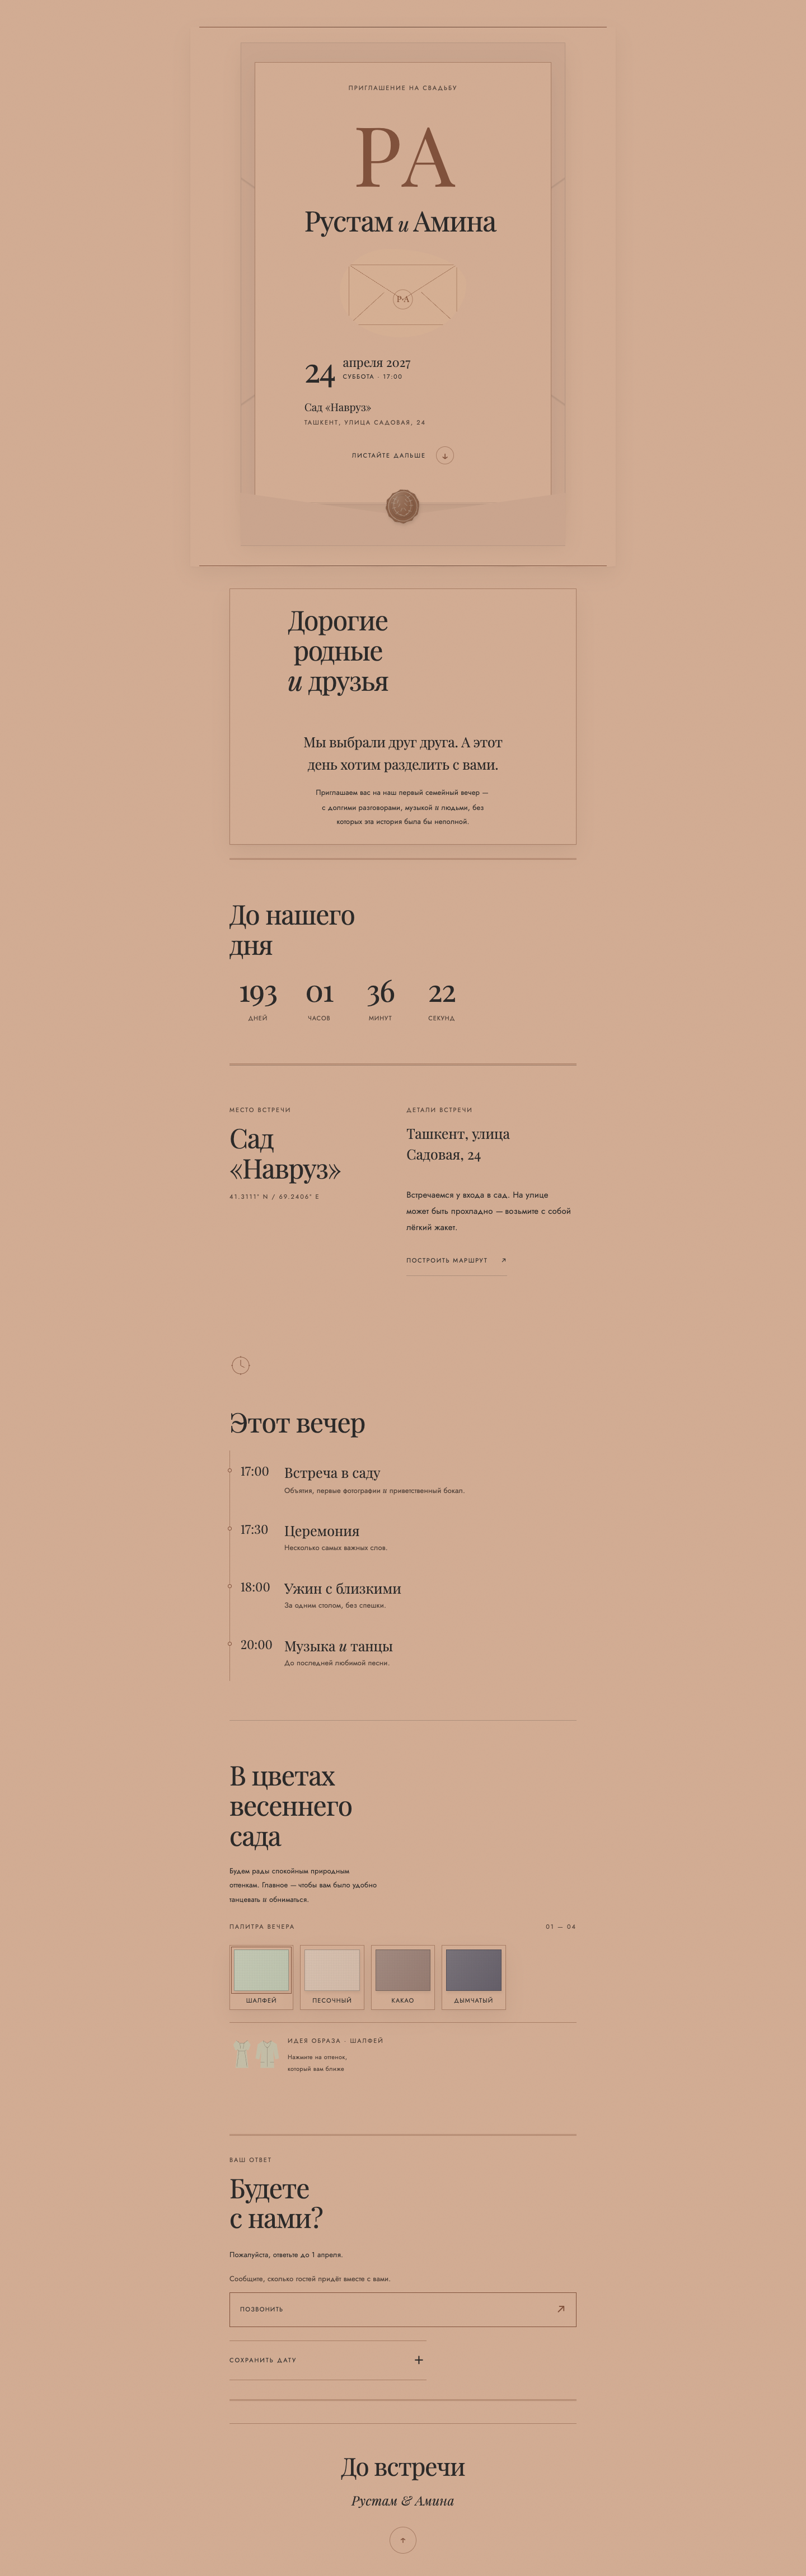 ПРИГЛАШЕНИЕ НА СВАДЬБУ
РА
Рустам и Амина
РА
24
апреля 2027
СУББОТА · 17:00
Сад «Навруз»
ТАШКЕНТ, УЛИЦА САДОВАЯ, 24
ЛИСТАЙТЕ ДАЛЬШЕ ↓
Дорогие
родные
и друзья
Мы выбрали друг друга. А этот
день хотим разделить с вами.
Приглашаем вас на наш первый семейный вечер —
с долгими разговорами, музыкой и людьми, без
которых эта история была бы неполной.
До нашего
дня
193 01 36 22
ДНЕЙ ЧАСОВ МИНУТ СЕКУНД
МЕСТО ВСТРЕЧИ
Сад
«Навруз»
41.3111° N / 69.2406° E
ДЕТАЛИ ВСТРЕЧИ
Ташкент, улица
Садовая, 24
Встречаемся у входа в сад. На улице
может быть прохладно — возьмите с собой
лёгкий жакет.
ПОСТРОИТЬ МАРШРУТ ↗
Этот вечер
17:00 Встреча в саду
Объятия, первые фотографии и приветственный бокал.
17:30 Церемония
Несколько самых важных слов.
18:00 Ужин с близкими
За одним столом, без спешки.
20:00 Музыка и танцы
До последней любимой песни.
В цветах
весеннего
сада
Будем рады спокойным природным
оттенкам. Главное — чтобы вам было удобно
танцевать и обниматься.
ПАЛИТРА ВЕЧЕРА 01 — 04
ШАЛФЕЙ ПЕСОЧНЫЙ КАКАО ДЫМЧАТЫЙ
ИДЕЯ ОБРАЗА · ШАЛФЕЙ
Нажмите на оттенок,
который вам ближе
ВАШ ОТВЕТ
Будете
с нами?
Пожалуйста, ответьте до 1 апреля.
Сообщите, сколько гостей придёт вместе с вами.
ПОЗВОНИТЬ ↗
СОХРАНИТЬ ДАТУ +
До встречи
Рустам & Амина
↑